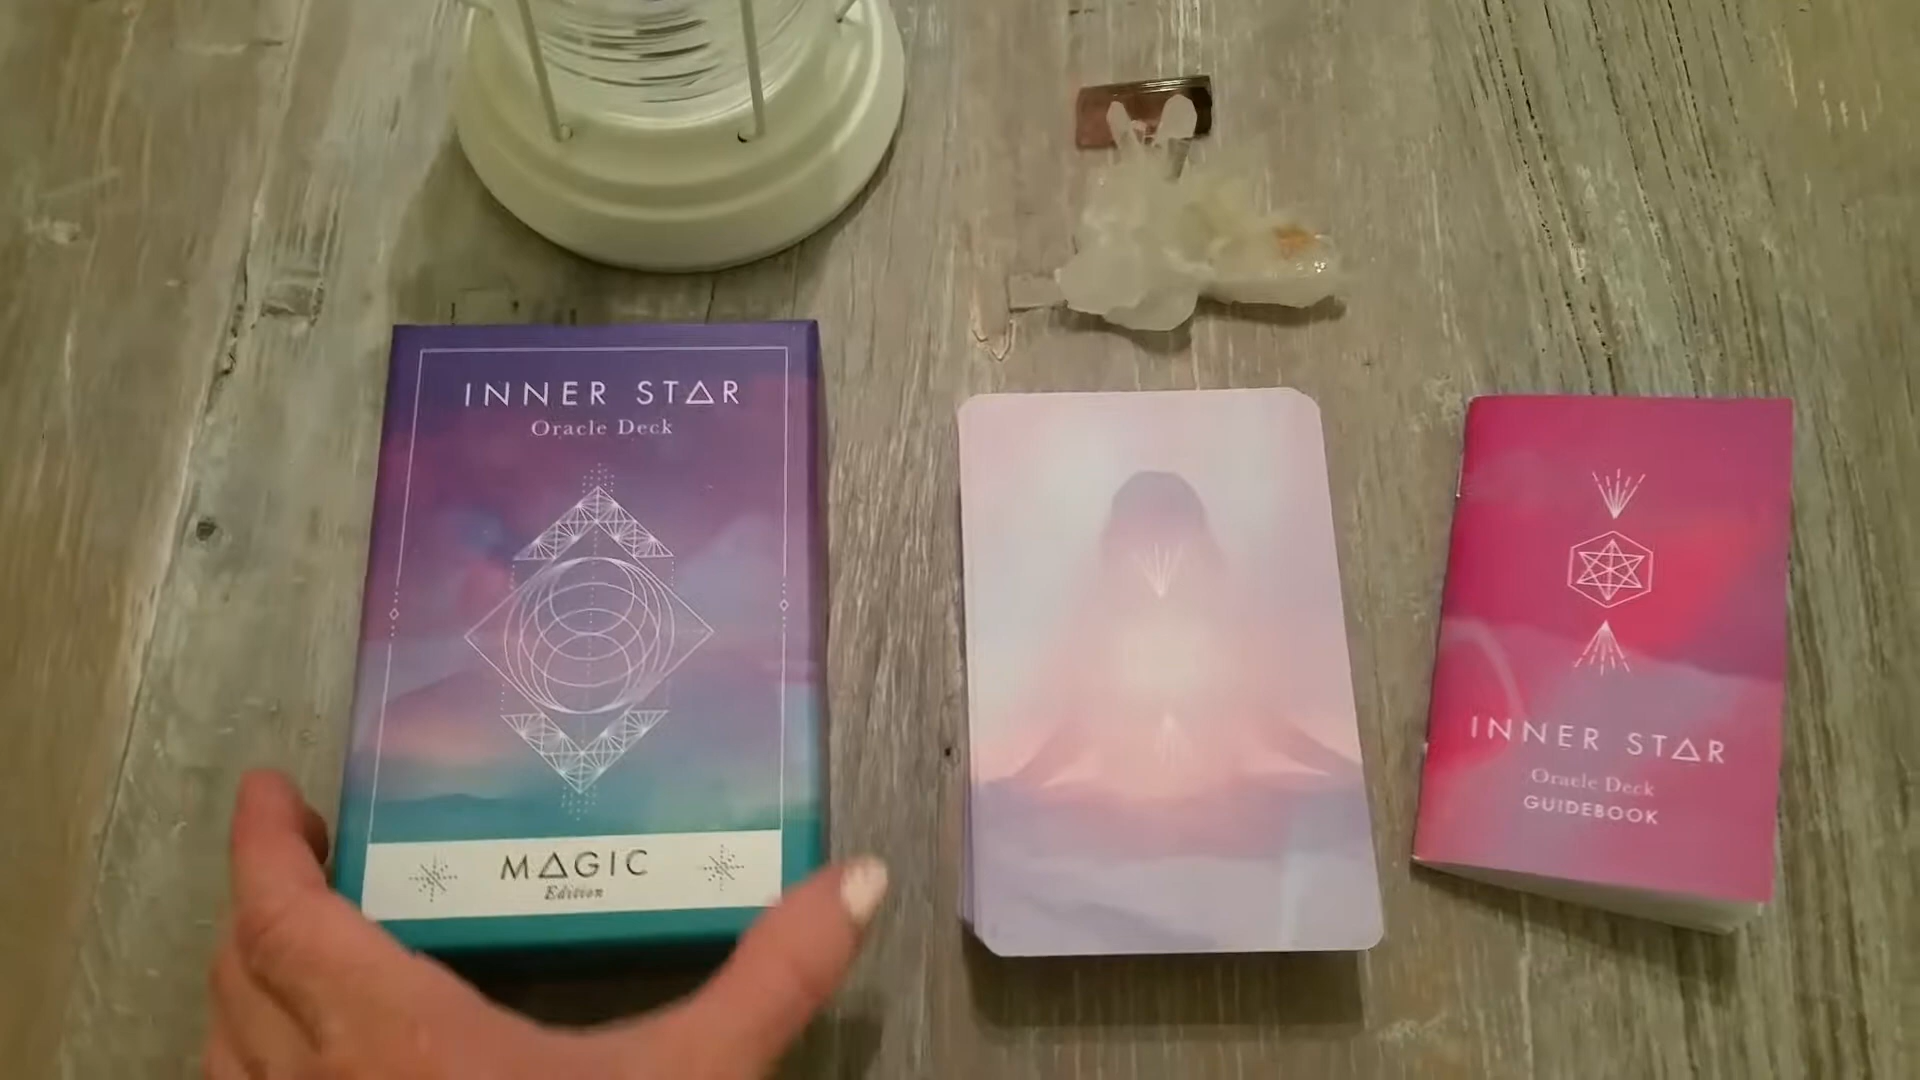 INNER STAR
Oracle Deck
MAGIC
Edition
INNER STAR
Oracle Deck
GUIDEBOOK